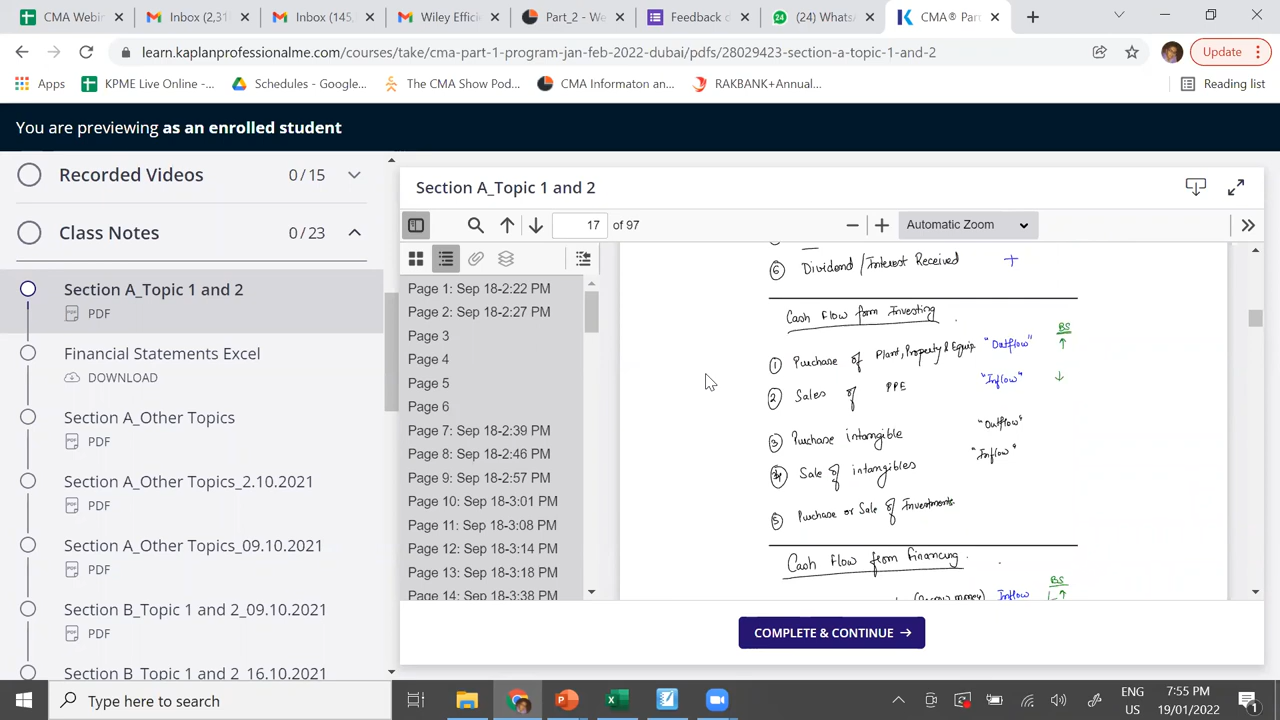 CMA Webin
Inbox (2,31
Inbox (145,
Wiley Effici
Part_2 - We
Feedback
(24) Whats
CMA® Part
learn.kaplanprofessionalme.com/courses/take/cma-part-1-program-jan-feb-2022-dubai/pdfs/28029423-section-a-topic-1-and-2
Update
Apps
KPME Live Online -...
Schedules - Google...
The CMA Show Pod...
CMA Informaton an...
RAKBANK+Annual...
Reading list
You are previewing as an enrolled student
Recorded Videos 0/15
Class Notes 0/23
Section A_Topic 1 and 2
PDF
Financial Statements Excel
DOWNLOAD
Section A_Other Topics
PDF
Section A_Other Topics_2.10.2021
PDF
Section A_Other Topics_09.10.2021
PDF
Section B_Topic 1 and 2_09.10.2021
PDF
Section B_Topic 1 and 2_16.10.2021
Section A_Topic 1 and 2
17 of 97
Automatic Zoom
Page 1: Sep 18-2:22 PM
Page 2: Sep 18-2:27 PM
Page 3
Page 4
Page 5
Page 6
Page 7: Sep 18-2:39 PM
Page 8: Sep 18-2:46 PM
Page 9: Sep 18-2:57 PM
Page 10: Sep 18-3:01 PM
Page 11: Sep 18-3:08 PM
Page 12: Sep 18-3:14 PM
Page 13: Sep 18-3:18 PM
Page 14: Sep 18-3:38 PM
6 Dividend / Interest Received +
Cash Flow from Investing
BS
1 Purchase of Plant, Property & Equip "Outflow" ↑
2 Sales of PPE "Inflow" ↓
3 Purchase intangible "Outflow"
4 Sale of intangibles "Inflow"
5 Purchase or Sale of Investments
Cash Flow from Financing
BS
(Borrow money) Inflow ↑
COMPLETE & CONTINUE →
Type here to search
ENG
US
7:55 PM
19/01/2022
1